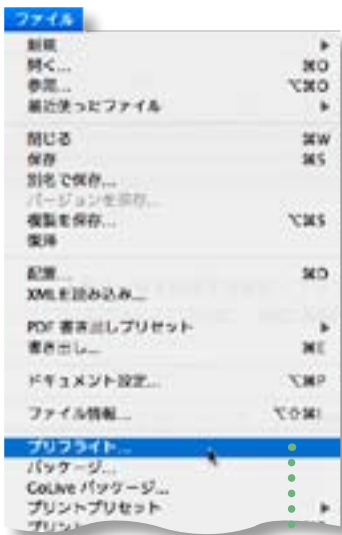 ファイル
新規
開く... ⌘O
参照... ⌥⌘O
最近使ったファイル
閉じる ⌘W
保存 ⌘S
別名で保存...
バージョンを保存...
複製を保存... ⌥⌘S
復帰
配置... ⌘D
XMLを読み込み...
PDF 書き出しプリセット
書き出し... ⌘E
ドキュメント設定... ⌥⌘P
ファイル情報... ⌥⇧⌘I
プリフライト...
パッケージ...
GoLive パッケージ...
プリントプリセット
プリント